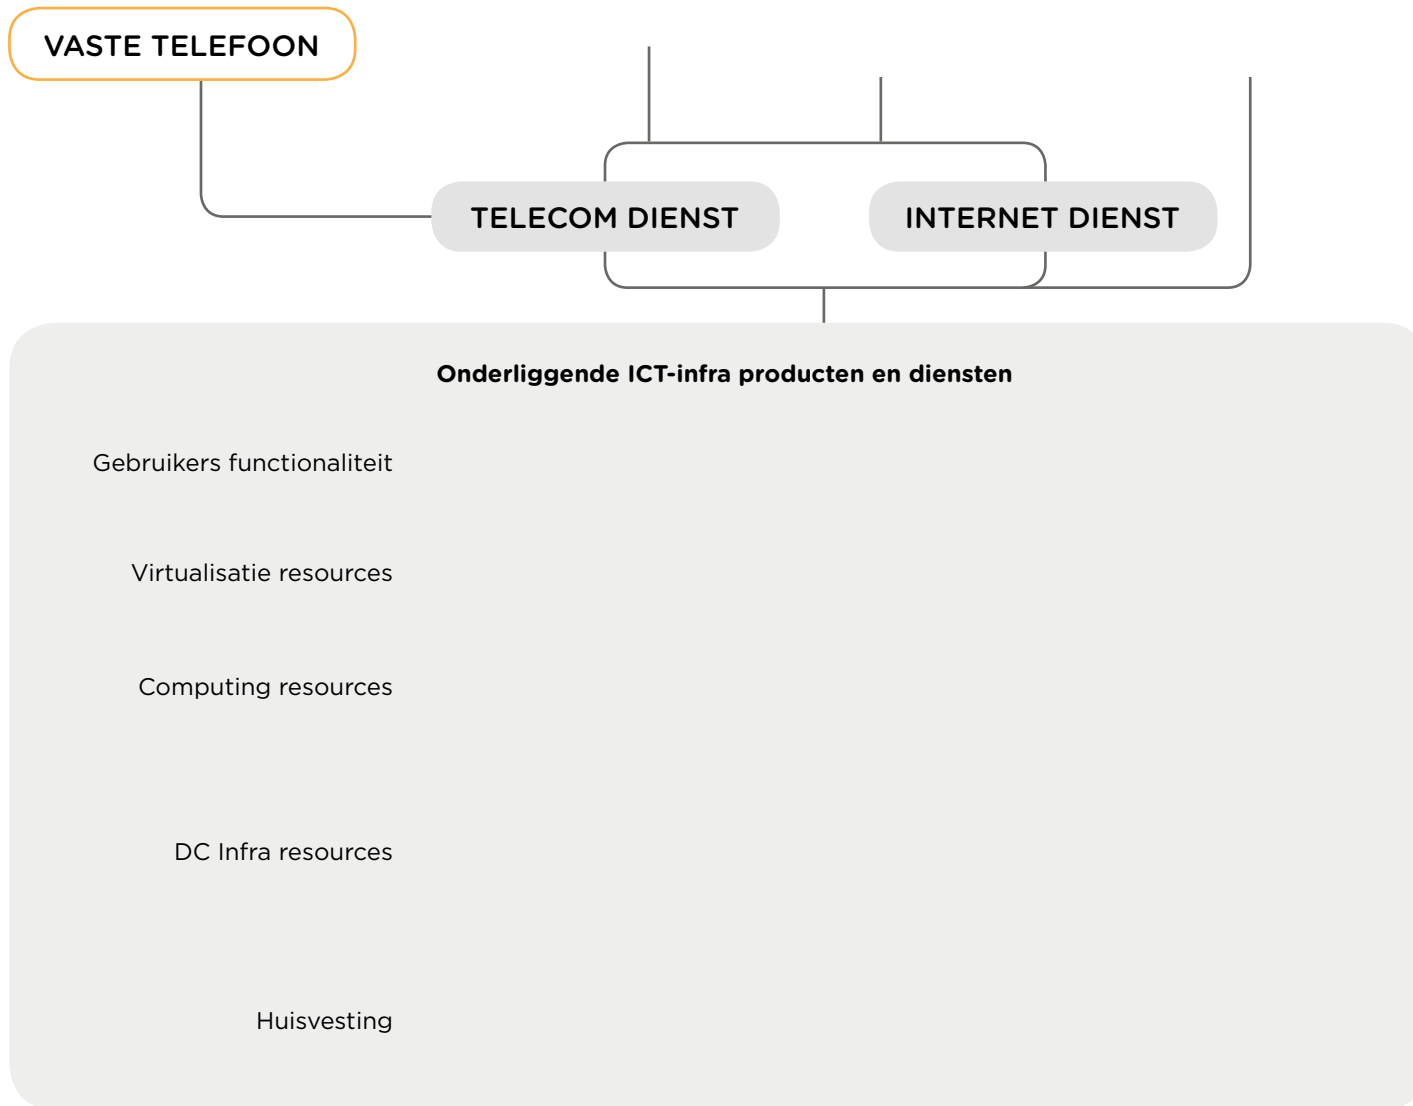 VASTE TELEFOON
TELECOM DIENST
INTERNET DIENST
Onderliggende ICT-infra producten en diensten
Gebruikers functionaliteit
Virtualisatie resources
Computing resources
DC Infra resources
Huisvesting